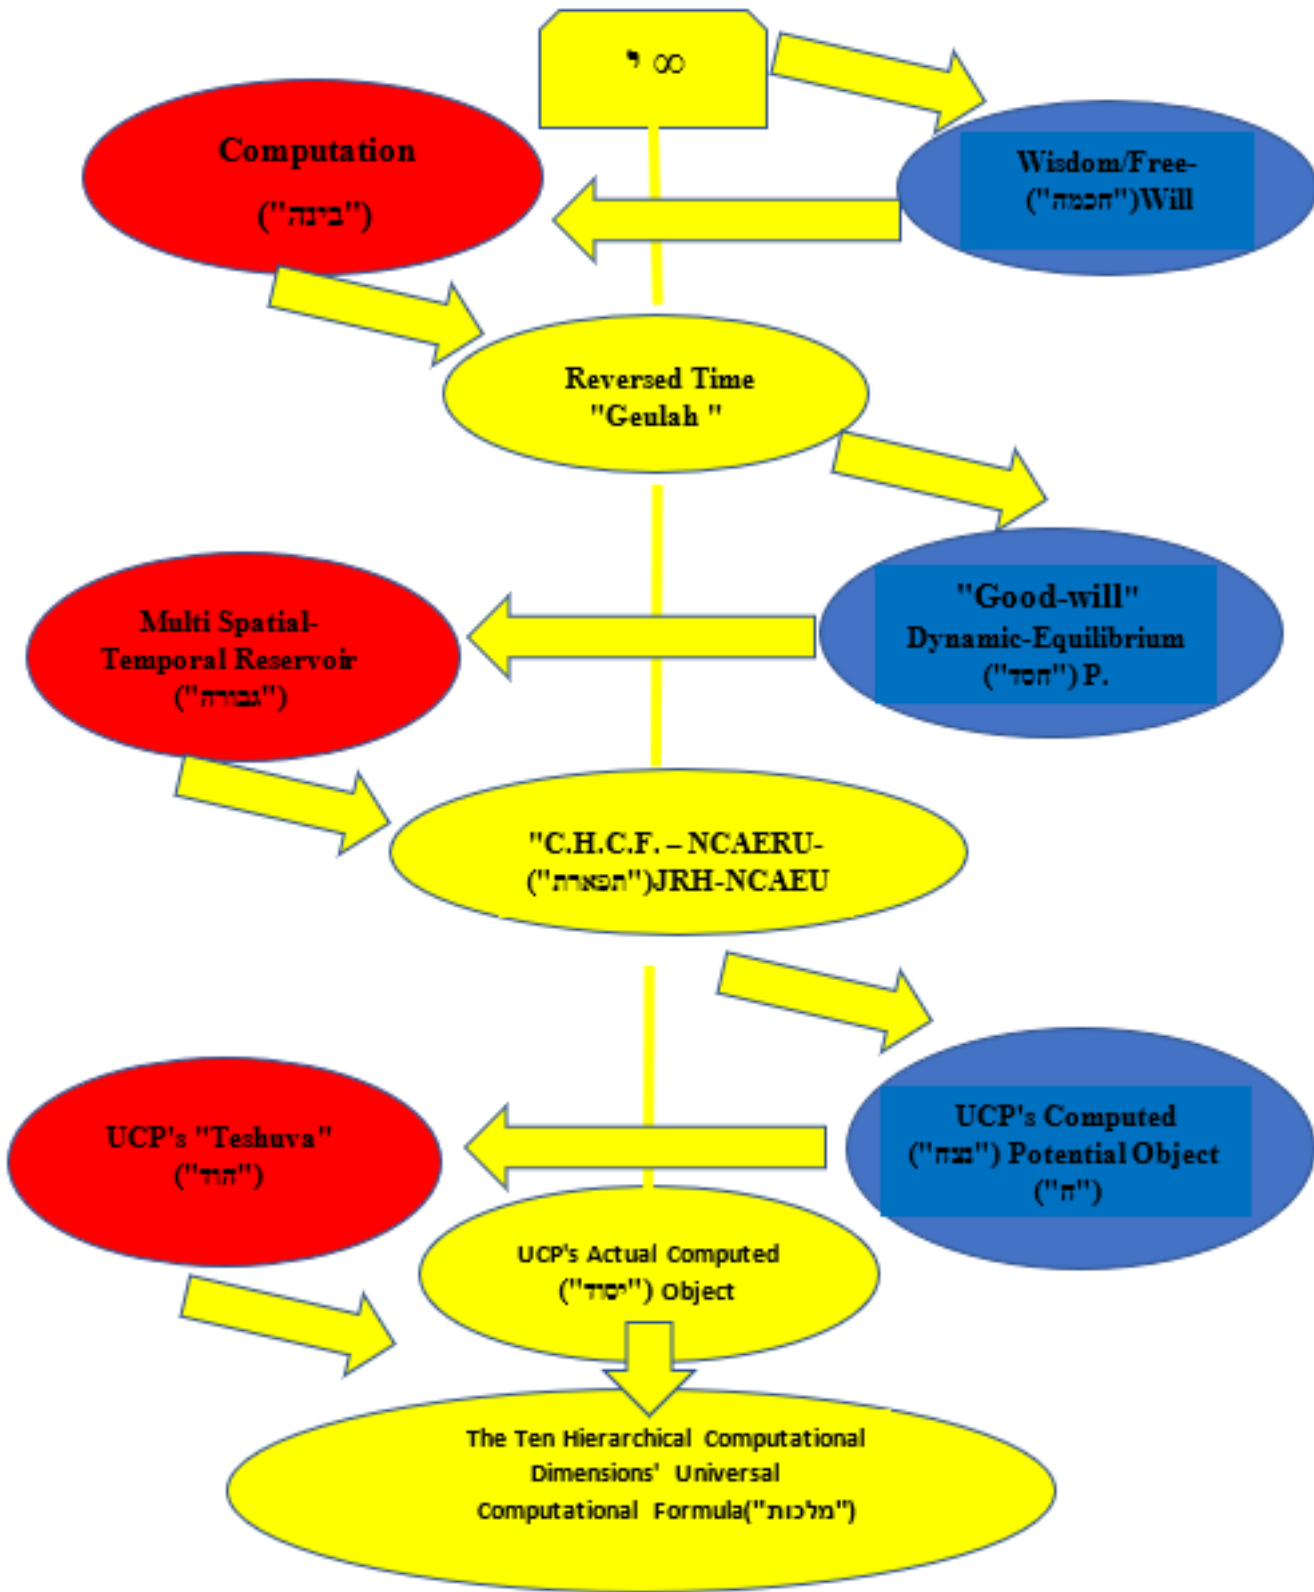 י ∞
Computation
("בינה")
Wisdom/Free-
("חכמה")Will
Reversed Time
"Geulah "
"Good-will"
Dynamic-Equilibrium
("חסד") P.
Multi Spatial-
Temporal Reservoir
("גבורה")
"C.H.C.F. – NCAERU-
("תפארת")JRH-NCAEU
UCP's "Teshuva"
("הוד")
UCP's Computed
("נצח") Potential Object
("ח")
UCP's Actual Computed
("יסוד") Object
The Ten Hierarchical Computational
Dimensions' Universal
Computational Formula("מלכות")